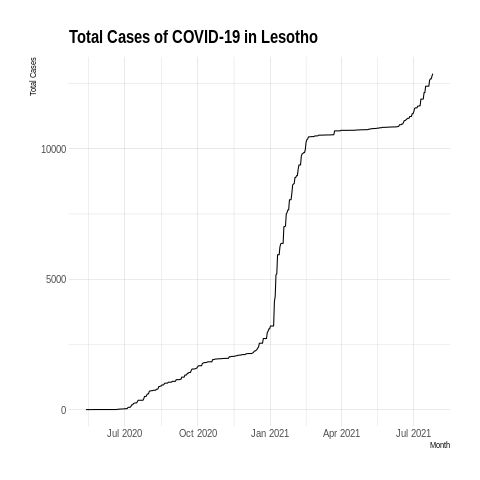 Total Cases of COVID-19 in Lesotho
Total Cases
10000
5000
0
Jul 2020 Oct 2020 Jan 2021 Apr 2021 Jul 2021
Month